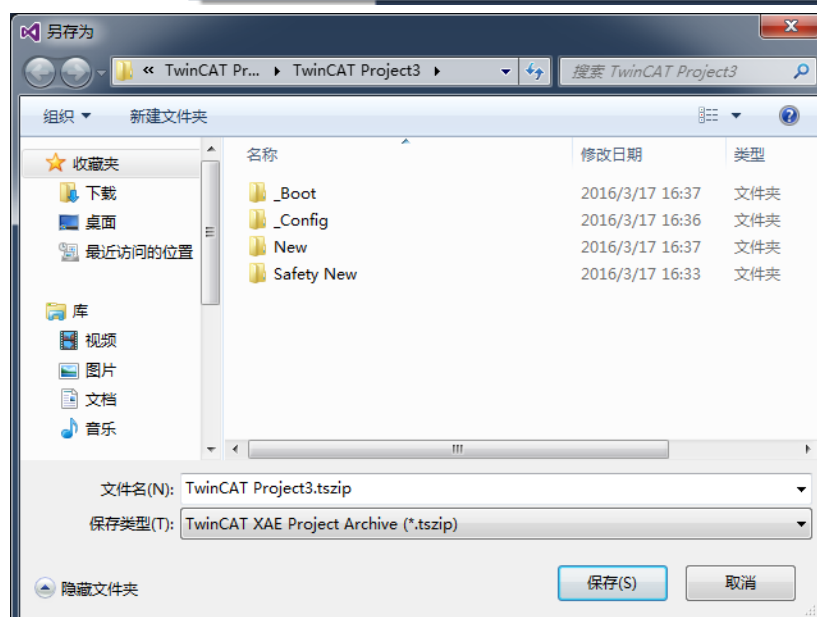 另存为
« TwinCAT Pr... TwinCAT Project3 搜索 TwinCAT Project3
组织 新建文件夹
收藏夹 名称 修改日期 类型
下载 _Boot 2016/3/17 16:37 文件夹
桌面 _Config 2016/3/17 16:36 文件夹
最近访问的位置 New 2016/3/17 16:37 文件夹
Safety New 2016/3/17 16:33 文件夹
库
视频
图片
文档
音乐
文件名(N): TwinCAT Project3.tszip
保存类型(T): TwinCAT XAE Project Archive (*.tszip)
隐藏文件夹 保存(S) 取消